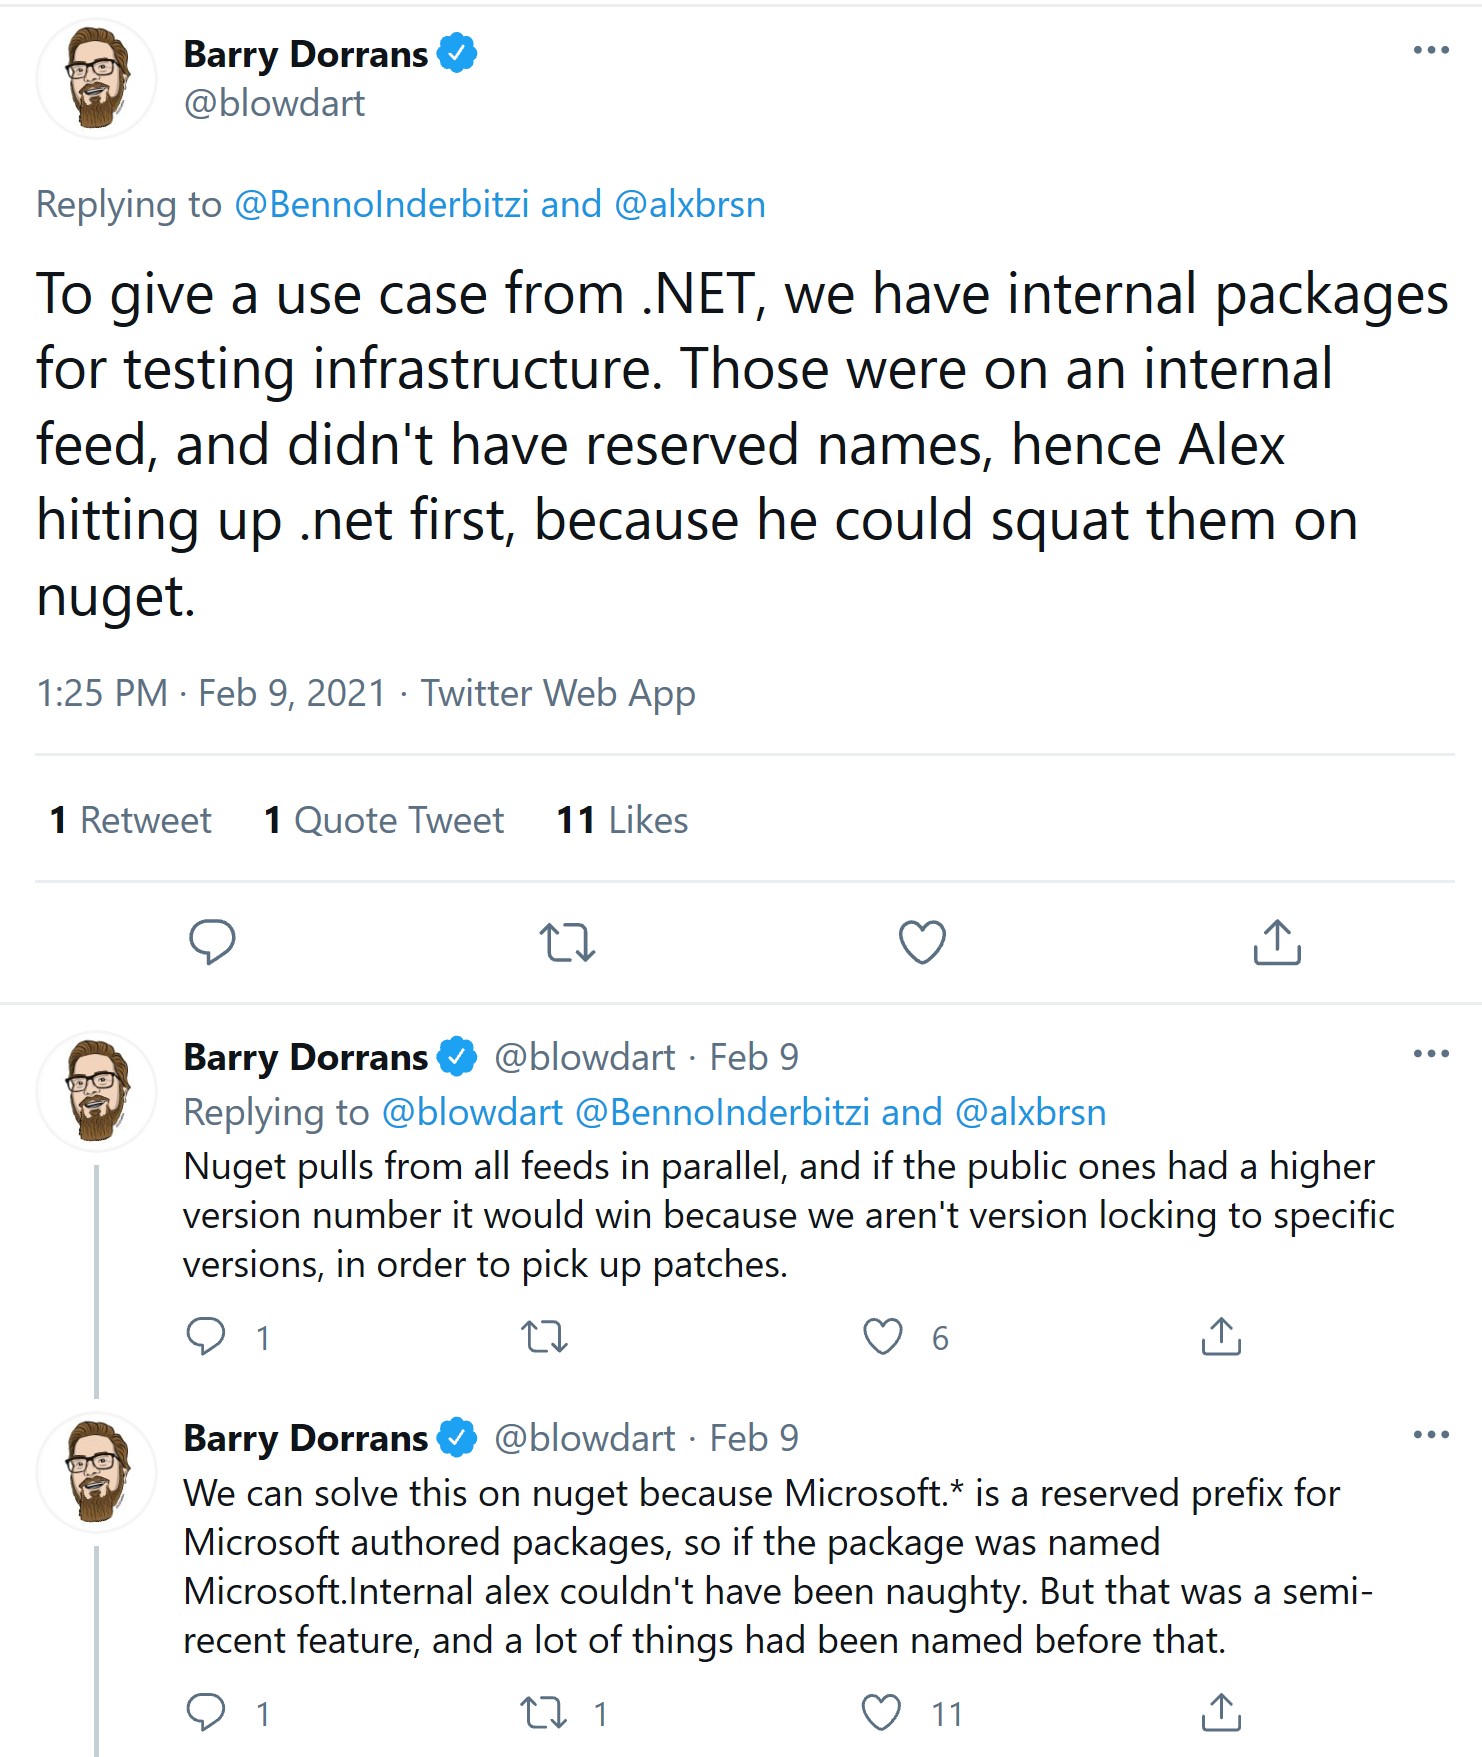 Barry Dorrans
@blowdart
Replying to @BennoInderbitzi and @alxbrsn
To give a use case from .NET, we have internal packages
for testing infrastructure. Those were on an internal
feed, and didn't have reserved names, hence Alex
hitting up .net first, because he could squat them on
nuget.
1:25 PM · Feb 9, 2021 · Twitter Web App
1 Retweet 1 Quote Tweet 11 Likes
Barry Dorrans @blowdart · Feb 9
Replying to @blowdart @BennoInderbitzi and @alxbrsn
Nuget pulls from all feeds in parallel, and if the public ones had a higher
version number it would win because we aren't version locking to specific
versions, in order to pick up patches.
1 6
Barry Dorrans @blowdart · Feb 9
We can solve this on nuget because Microsoft.* is a reserved prefix for
Microsoft authored packages, so if the package was named
Microsoft.Internal alex couldn't have been naughty. But that was a semi-
recent feature, and a lot of things had been named before that.
1 1 11